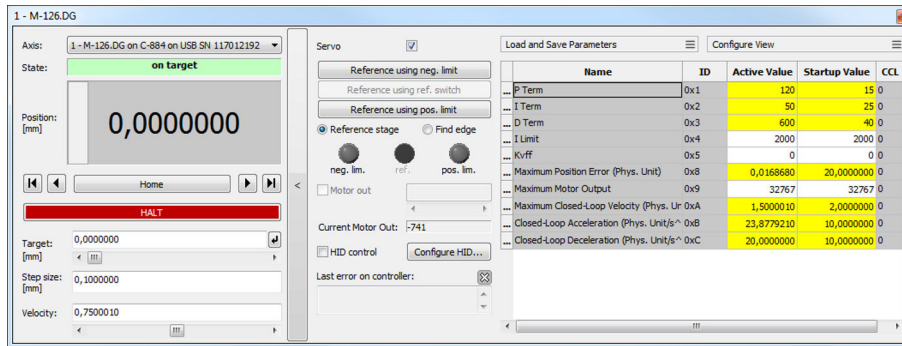 1 - M-126.DG
Axis:
1 - M-126.DG on C-884 on USB SN 117012192
State:
on target
Position:
[mm]
0,0000000
Home
HALT
Target:
[mm]
0,0000000
Step size:
[mm]
0,1000000
Velocity:
0,7500010
<
Servo
Reference using neg. limit
Reference using ref. switch
Reference using pos. limit
Reference stage
Find edge
neg. lim.
ref.
pos. lim.
Motor out
Current Motor Out:
-741
HID control
Configure HID...
Last error on controller:
Load and Save Parameters
Configure View
Name ID Active Value Startup Value CCL
... P Term 0x1 120 15 0
... I Term 0x2 50 25 0
... D Term 0x3 600 40 0
... I Limit 0x4 2000 2000 0
... Kvff 0x5 0 0 0
... Maximum Position Error (Phys. Unit) 0x8 0,0168680 20,0000000 0
... Maximum Motor Output 0x9 32767 32767 0
... Maximum Closed-Loop Velocity (Phys. Ur 0xA 1,5000010 2,0000000 0
... Closed-Loop Acceleration (Phys. Unit/s^ 0xB 23,8779210 10,0000000 0
... Closed-Loop Deceleration (Phys. Unit/s^ 0xC 20,0000000 10,0000000 0